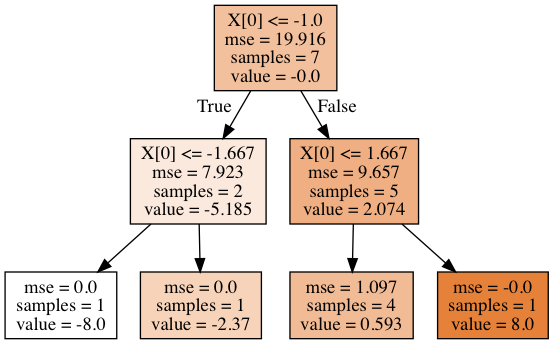 X[0] <= -1.0
mse = 19.916
samples = 7
value = -0.0
True
False
X[0] <= -1.667
mse = 7.923
samples = 2
value = -5.185
X[0] <= 1.667
mse = 9.657
samples = 5
value = 2.074
mse = 0.0
samples = 1
value = -8.0
mse = 0.0
samples = 1
value = -2.37
mse = 1.097
samples = 4
value = 0.593
mse = -0.0
samples = 1
value = 8.0